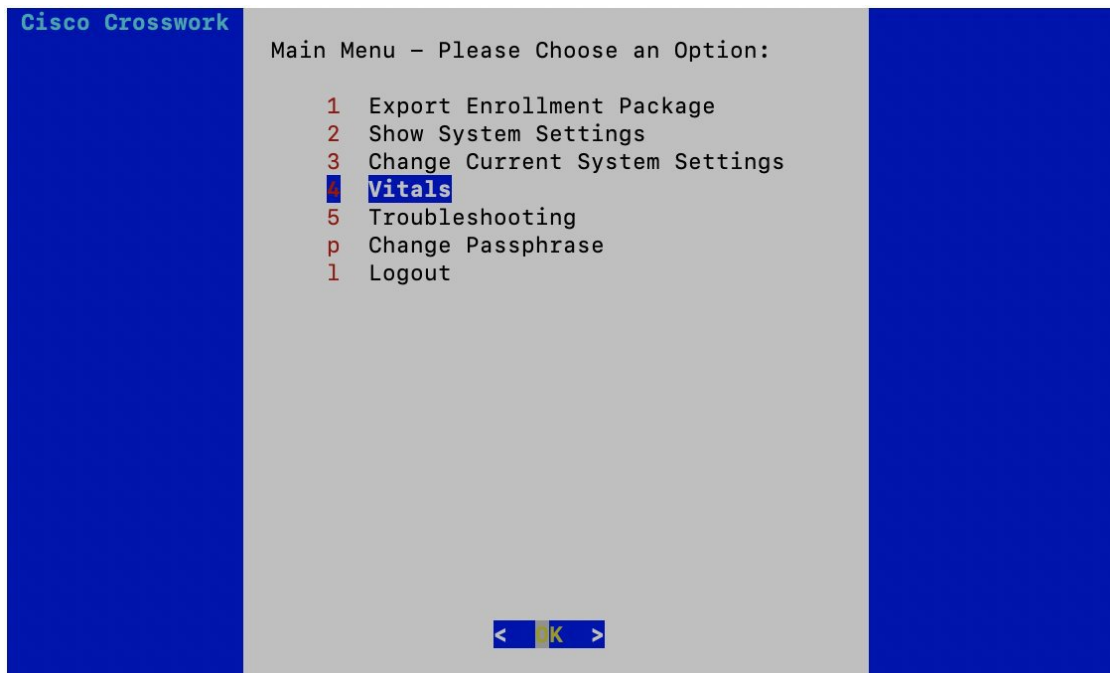 Cisco Crosswork
Main Menu – Please Choose an Option:
1 Export Enrollment Package
2 Show System Settings
3 Change Current System Settings
4 Vitals
5 Troubleshooting
p Change Passphrase
l Logout
< OK >